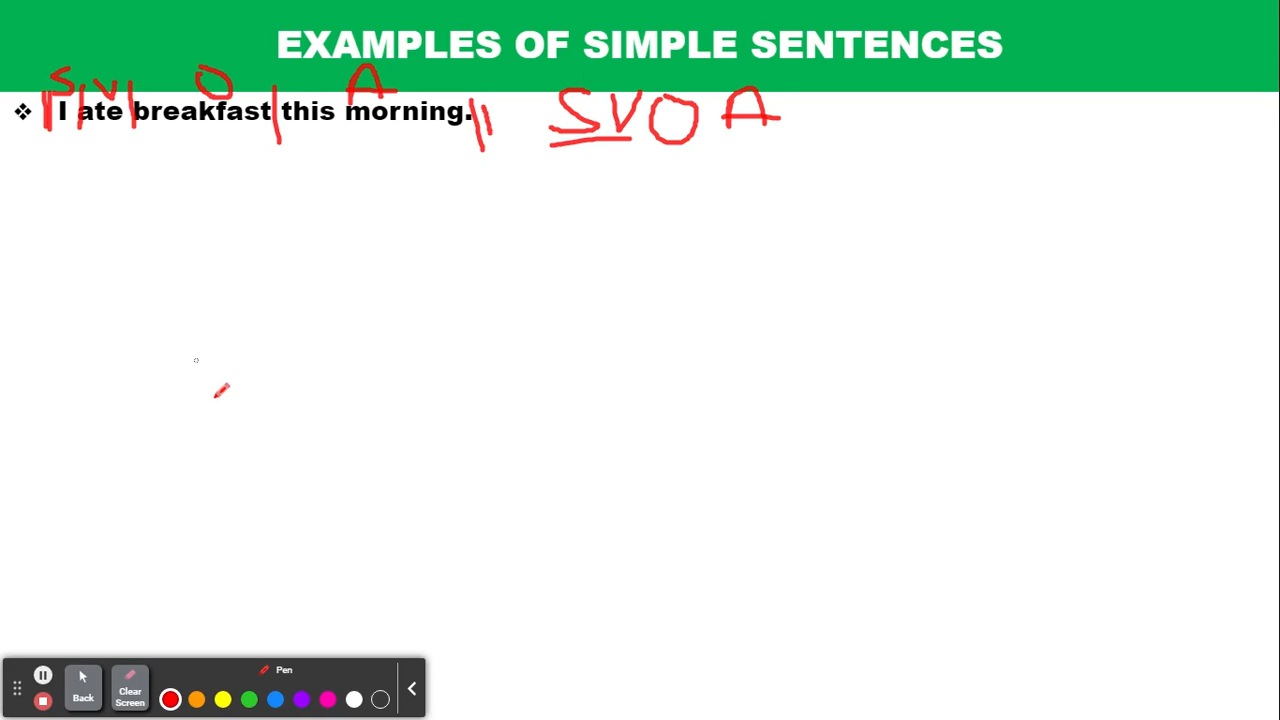 EXAMPLES OF SIMPLE SENTENCES
S V O A
❖ I ate breakfast this morning. SVOA
Pen
Back
Clear
Screen